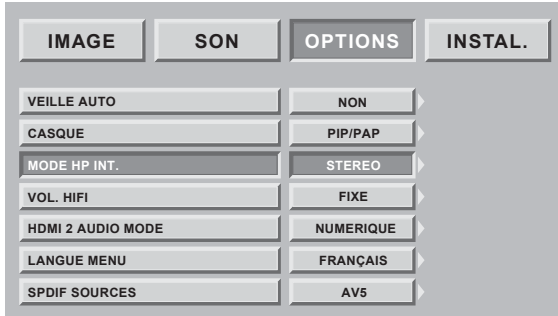 IMAGE SON OPTIONS INSTAL.
VEILLE AUTO NON
CASQUE PIP/PAP
MODE HP INT. STEREO
VOL. HIFI FIXE
HDMI 2 AUDIO MODE NUMERIQUE
LANGUE MENU FRANÇAIS
SPDIF SOURCES AV5